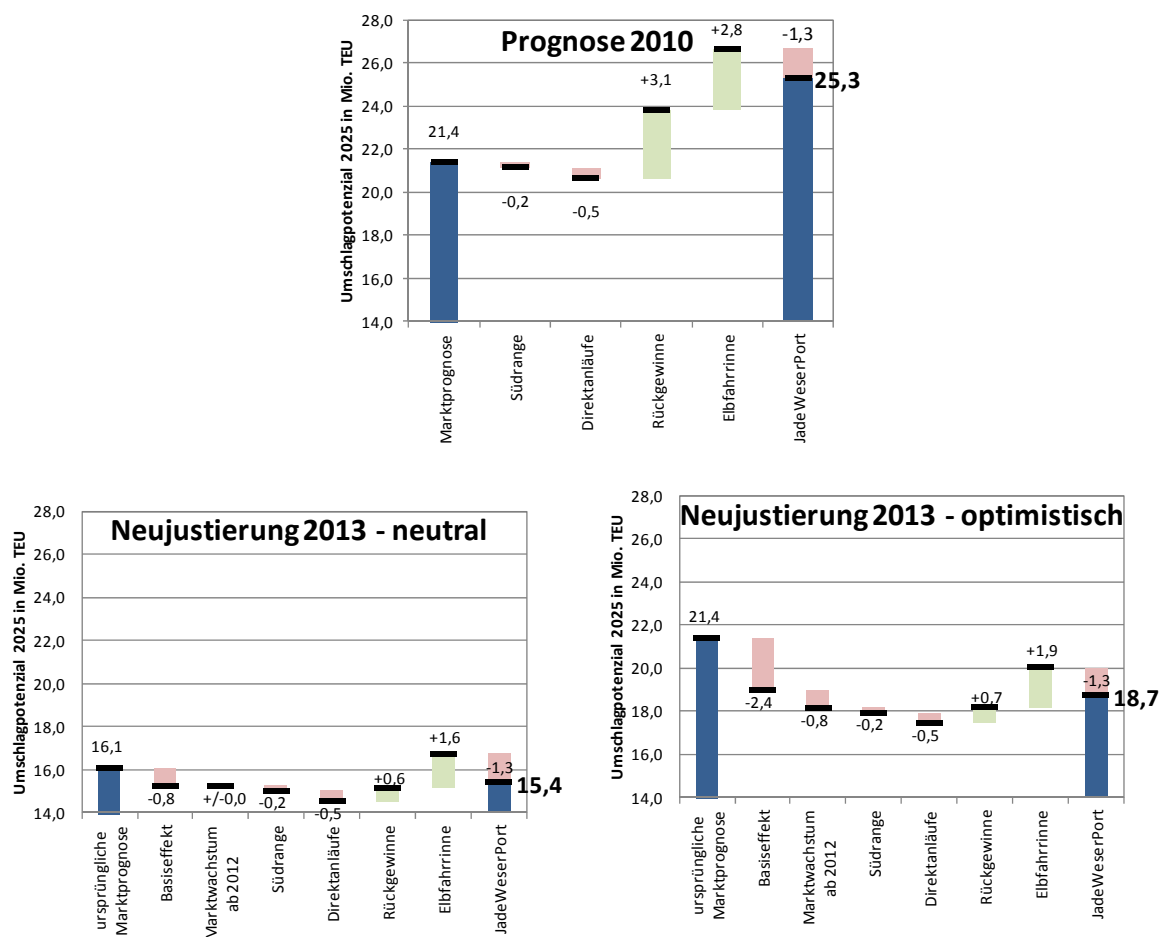 Prognose 2010
Umschlagpotenzial 2025 in Mio. TEU
28,0
26,0
24,0
22,0
20,0
18,0
16,0
14,0
21,4
-0,2
-0,5
+3,1
+2,8
-1,3
25,3
Marktprognose
Südrange
Direktanläufe
Rückgewinne
Elbfahrrinne
JadeWeserPort
Neujustierung 2013 - neutral
Umschlagpotenzial 2025 in Mio. TEU
28,0
26,0
24,0
22,0
20,0
18,0
16,0
14,0
16,1
-0,8
+/-0,0
-0,2
-0,5
+0,6
+1,6
-1,3
15,4
ursprüngliche
Marktprognose
Basiseffekt
Marktwachstum
ab 2012
Südrange
Direktanläufe
Rückgewinne
Elbfahrrinne
JadeWeserPort
Neujustierung 2013 - optimistisch
Umschlagpotenzial 2025 in Mio. TEU
28,0
26,0
24,0
22,0
20,0
18,0
16,0
14,0
21,4
-2,4
-0,8
-0,2
-0,5
+0,7
+1,9
-1,3
18,7
ursprüngliche
Marktprognose
Basiseffekt
Marktwachstum
ab 2012
Südrange
Direktanläufe
Rückgewinne
Elbfahrrinne
JadeWeserPort